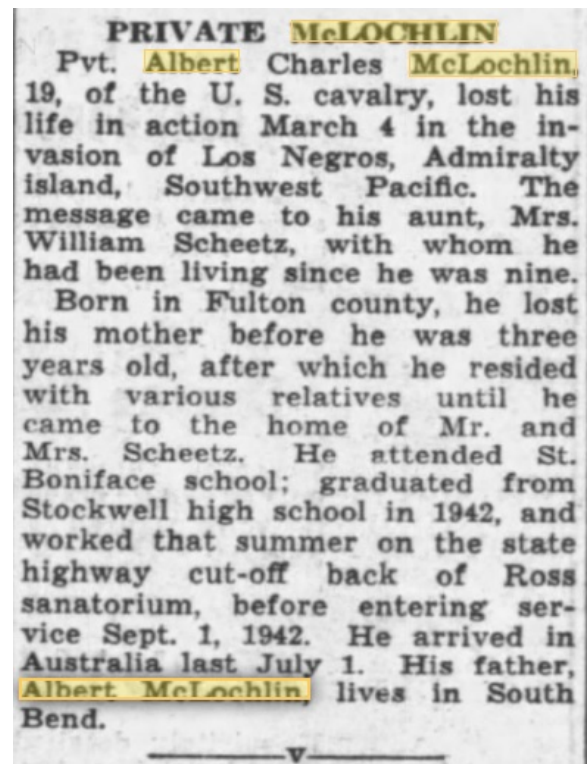 PRIVATE McLOCHLIN
Pvt. Albert Charles McLochlin,
19, of the U. S. cavalry, lost his
life in action March 4 in the in-
vasion of Los Negros, Admiralty
island, Southwest Pacific. The
message came to his aunt, Mrs.
William Scheetz, with whom he
had been living since he was nine.
Born in Fulton county, he lost
his mother before he was three
years old, after which he resided
with various relatives until he
came to the home of Mr. and
Mrs. Scheetz. He attended St.
Boniface school; graduated from
Stockwell high school in 1942, and
worked that summer on the state
highway cut-off back of Ross
sanatorium, before entering ser-
vice Sept. 1, 1942. He arrived in
Australia last July 1. His father,
Albert McLochlin, lives in South
Bend.
V